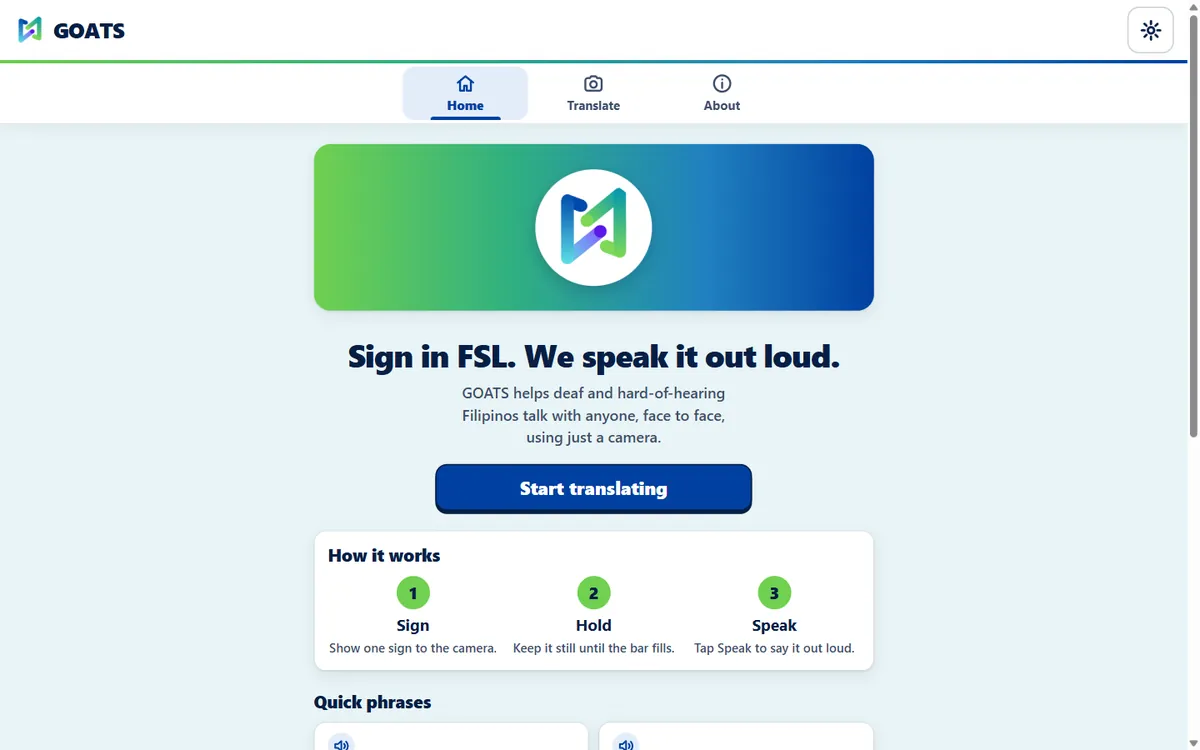 GOATS
Home
Translate
About
Sign in FSL. We speak it out loud.
GOATS helps deaf and hard-of-hearing
Filipinos talk with anyone, face to face,
using just a camera.
Start translating
How it works
1
2
3
Sign
Hold
Speak
Show one sign to the camera.
Keep it still until the bar fills.
Tap Speak to say it out loud.
Quick phrases